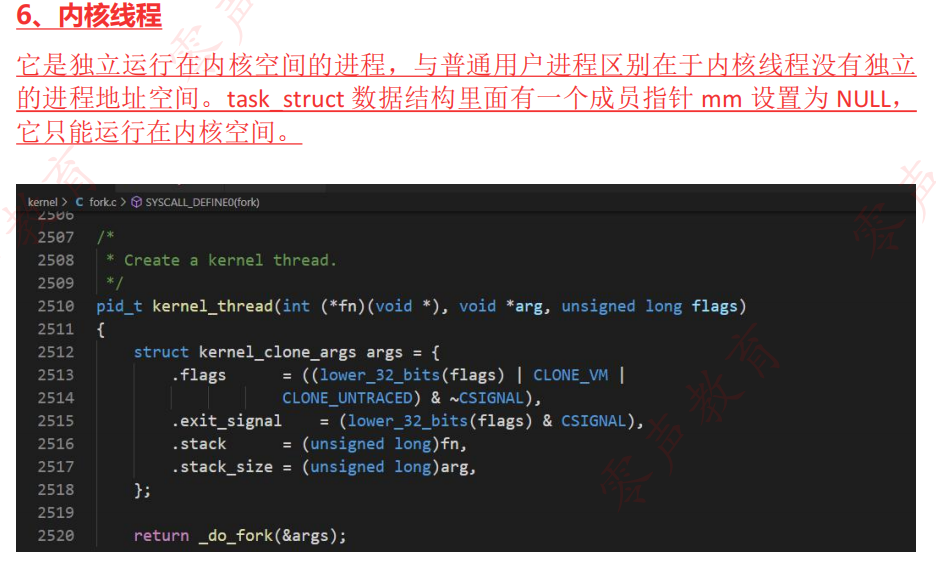 6、内核线程
它是独立运行在内核空间的进程，与普通用户进程区别在于内核线程没有独立
的进程地址空间。task_struct 数据结构里面有一个成员指针 mm 设置为 NULL，
它只能运行在内核空间。
kernel > C fork.c > SYSCALL_DEFINE0(fork)
2506
2507 /*
2508 * Create a kernel thread.
2509 */
2510 pid_t kernel_thread(int (*fn)(void *), void *arg, unsigned long flags)
2511 {
2512 struct kernel_clone_args args = {
2513 .flags = ((lower_32_bits(flags) | CLONE_VM |
2514 CLONE_UNTRACED) & ~CSIGNAL),
2515 .exit_signal = (lower_32_bits(flags) & CSIGNAL),
2516 .stack = (unsigned long)fn,
2517 .stack_size = (unsigned long)arg,
2518 };
2519
2520 return _do_fork(&args);
零声教育